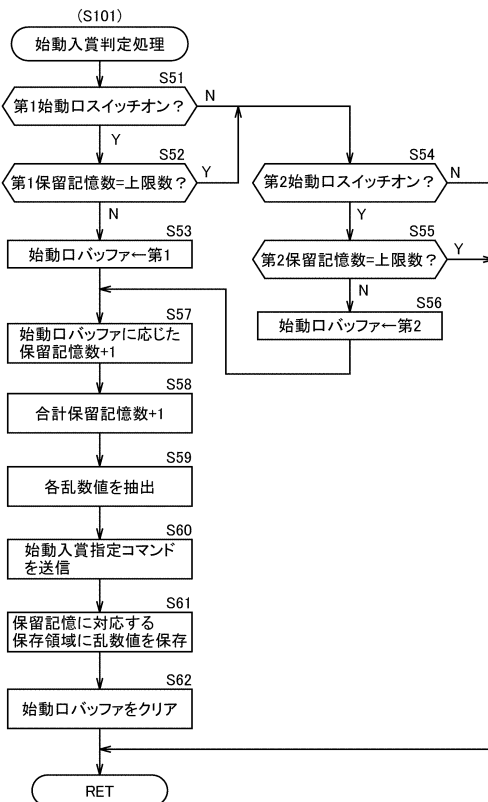 (S101)
始動入賞判定処理
S51
第1始動口スイッチオン?
N
Y
S52
第1保留記憶数=上限数?
Y
N
S53
始動口バッファ←第1
S54
第2始動口スイッチオン?
N
Y
S55
第2保留記憶数=上限数?
Y
N
S56
始動口バッファ←第2
S57
始動口バッファに応じた
保留記憶数+1
S58
合計保留記憶数+1
S59
各乱数値を抽出
S60
始動入賞指定コマンド
を送信
S61
保留記憶に対応する
保存領域に乱数値を保存
S62
始動口バッファをクリア
RET